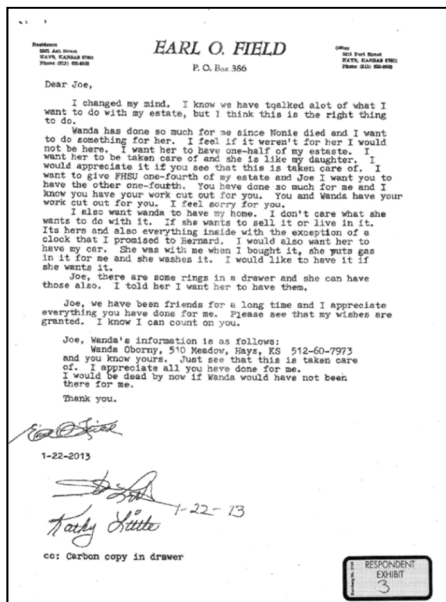 Residence
HAYS, KANSAS 67601
EARL O. FIELD
P. O. Box 386
Office
Fort Street
HAYS, KANSAS 67601
Dear Joe,
I changed my mind. I know we have tqalked alot of what I
want to do with my estate, but I think this is the right thing
to do.
Wanda has done so much for me since Nonie died and I want
to do something for her. I feel if it weren't for her I would
not be here. I want her to have one-half of my estaste. I
want her to be taken care of and she is like my daughter. I
would appreciate it if you see that this is taken care of. I
want to give FHSU one-fourth of my estate and Joe I want you to
have the other one-fourth. You have done so much for me and I
know you have your work cut out for you. You and Wanda have your
work cut out for you. I feel sorry for you.
I also want wanda to have my home. I don't care what she
wants to do with it. If she wants to sell it or live in it.
Its hers and also everything inside with the exception of a
clock that I promised to Bernard. I would also want her to
have my car. She was with me when I bought it, she puts gas
in it for me and she washes it. I would like to have it if
she wants it.
Joe, there are some rings in a drawer and she can have
those also. I told her I want her to have them.
Joe, we have been friends for a long time and I appreciate
everything you have done for me. Please see that my wishes are
granted. I know I can count on you.
Joe, Wanda's information is as follows:
Wanda Oborny, 510 Meadow, Hays, KS 512-60-7973
and you know yours. Just see that this is taken care
of. I appreciate all you have done for me.
I would be dead by now if Wanda would have not been
there for me.
Thank you.
Earl O Field
1-22-2013
1-22-13
Kathy Little
cc: Carbon copy in drawer
RESPONDENT
EXHIBIT
3